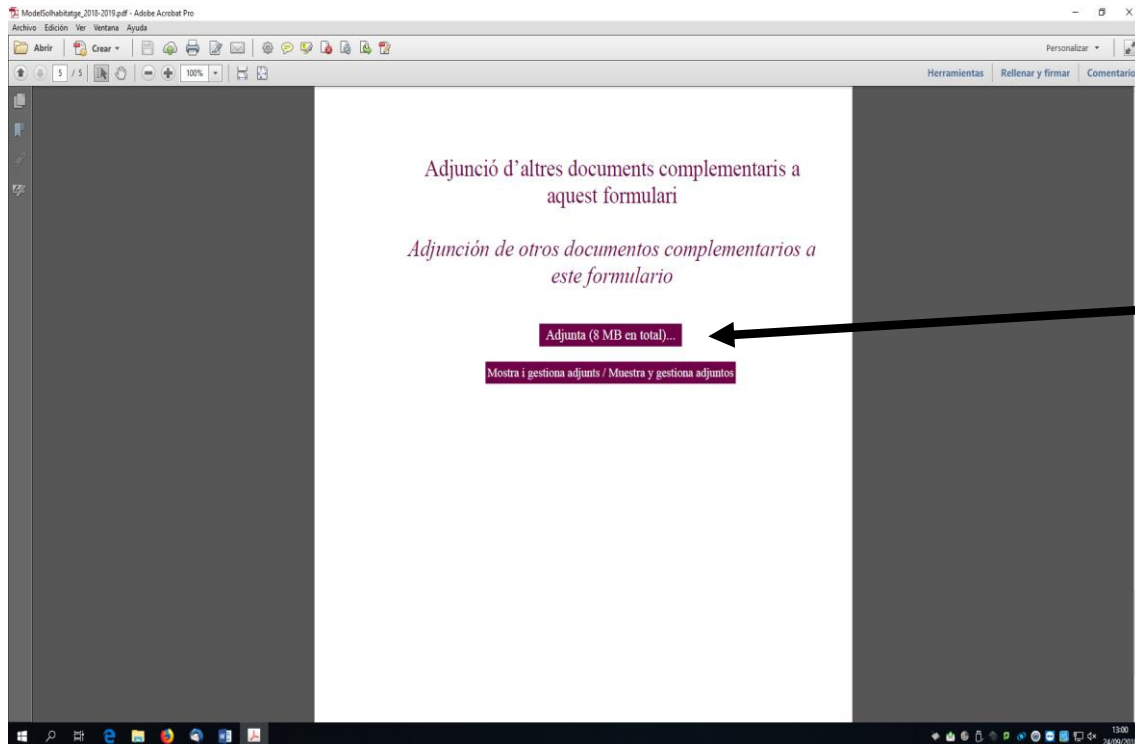 ModelSolhabitatge_2018-2019.pdf - Adobe Acrobat Pro
Archivo Edición Ver Ventana Ayuda
Abrir Crear Personalizar
5 / 5 100% Herramientas Rellenar y firmar Comentario
Adjunció d’altres documents complementaris a
aquest formulari
Adjunción de otros documentos complementarios a
este formulario
Adjunta (8 MB en total)...
Mostra i gestiona adjunts / Muestra y gestiona adjuntos
13:00